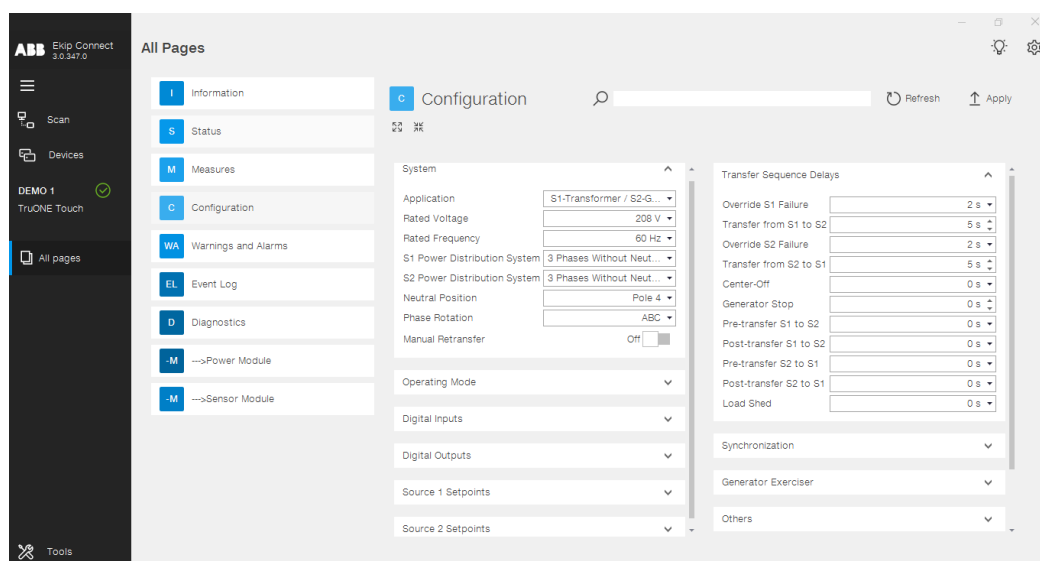 ABB Ekip Connect
3.0.347.0
All Pages
Scan
Devices
DEMO 1
TruONE Touch
All pages
Tools
I Information
S Status
M Measures
C Configuration
WA Warnings and Alarms
EL Event Log
D Diagnostics
-M --->Power Module
-M --->Sensor Module
C Configuration
Refresh
Apply
System
Application S1-Transformer / S2-G...
Rated Voltage 208 V
Rated Frequency 60 Hz
S1 Power Distribution System 3 Phases Without Neut...
S2 Power Distribution System 3 Phases Without Neut...
Neutral Position Pole 4
Phase Rotation ABC
Manual Retransfer Off
Operating Mode
Digital Inputs
Digital Outputs
Source 1 Setpoints
Source 2 Setpoints
Transfer Sequence Delays
Override S1 Failure 2 s
Transfer from S1 to S2 5 s
Override S2 Failure 2 s
Transfer from S2 to S1 5 s
Center-Off 0 s
Generator Stop 0 s
Pre-transfer S1 to S2 0 s
Post-transfer S1 to S2 0 s
Pre-transfer S2 to S1 0 s
Post-transfer S2 to S1 0 s
Load Shed 0 s
Synchronization
Generator Exerciser
Others